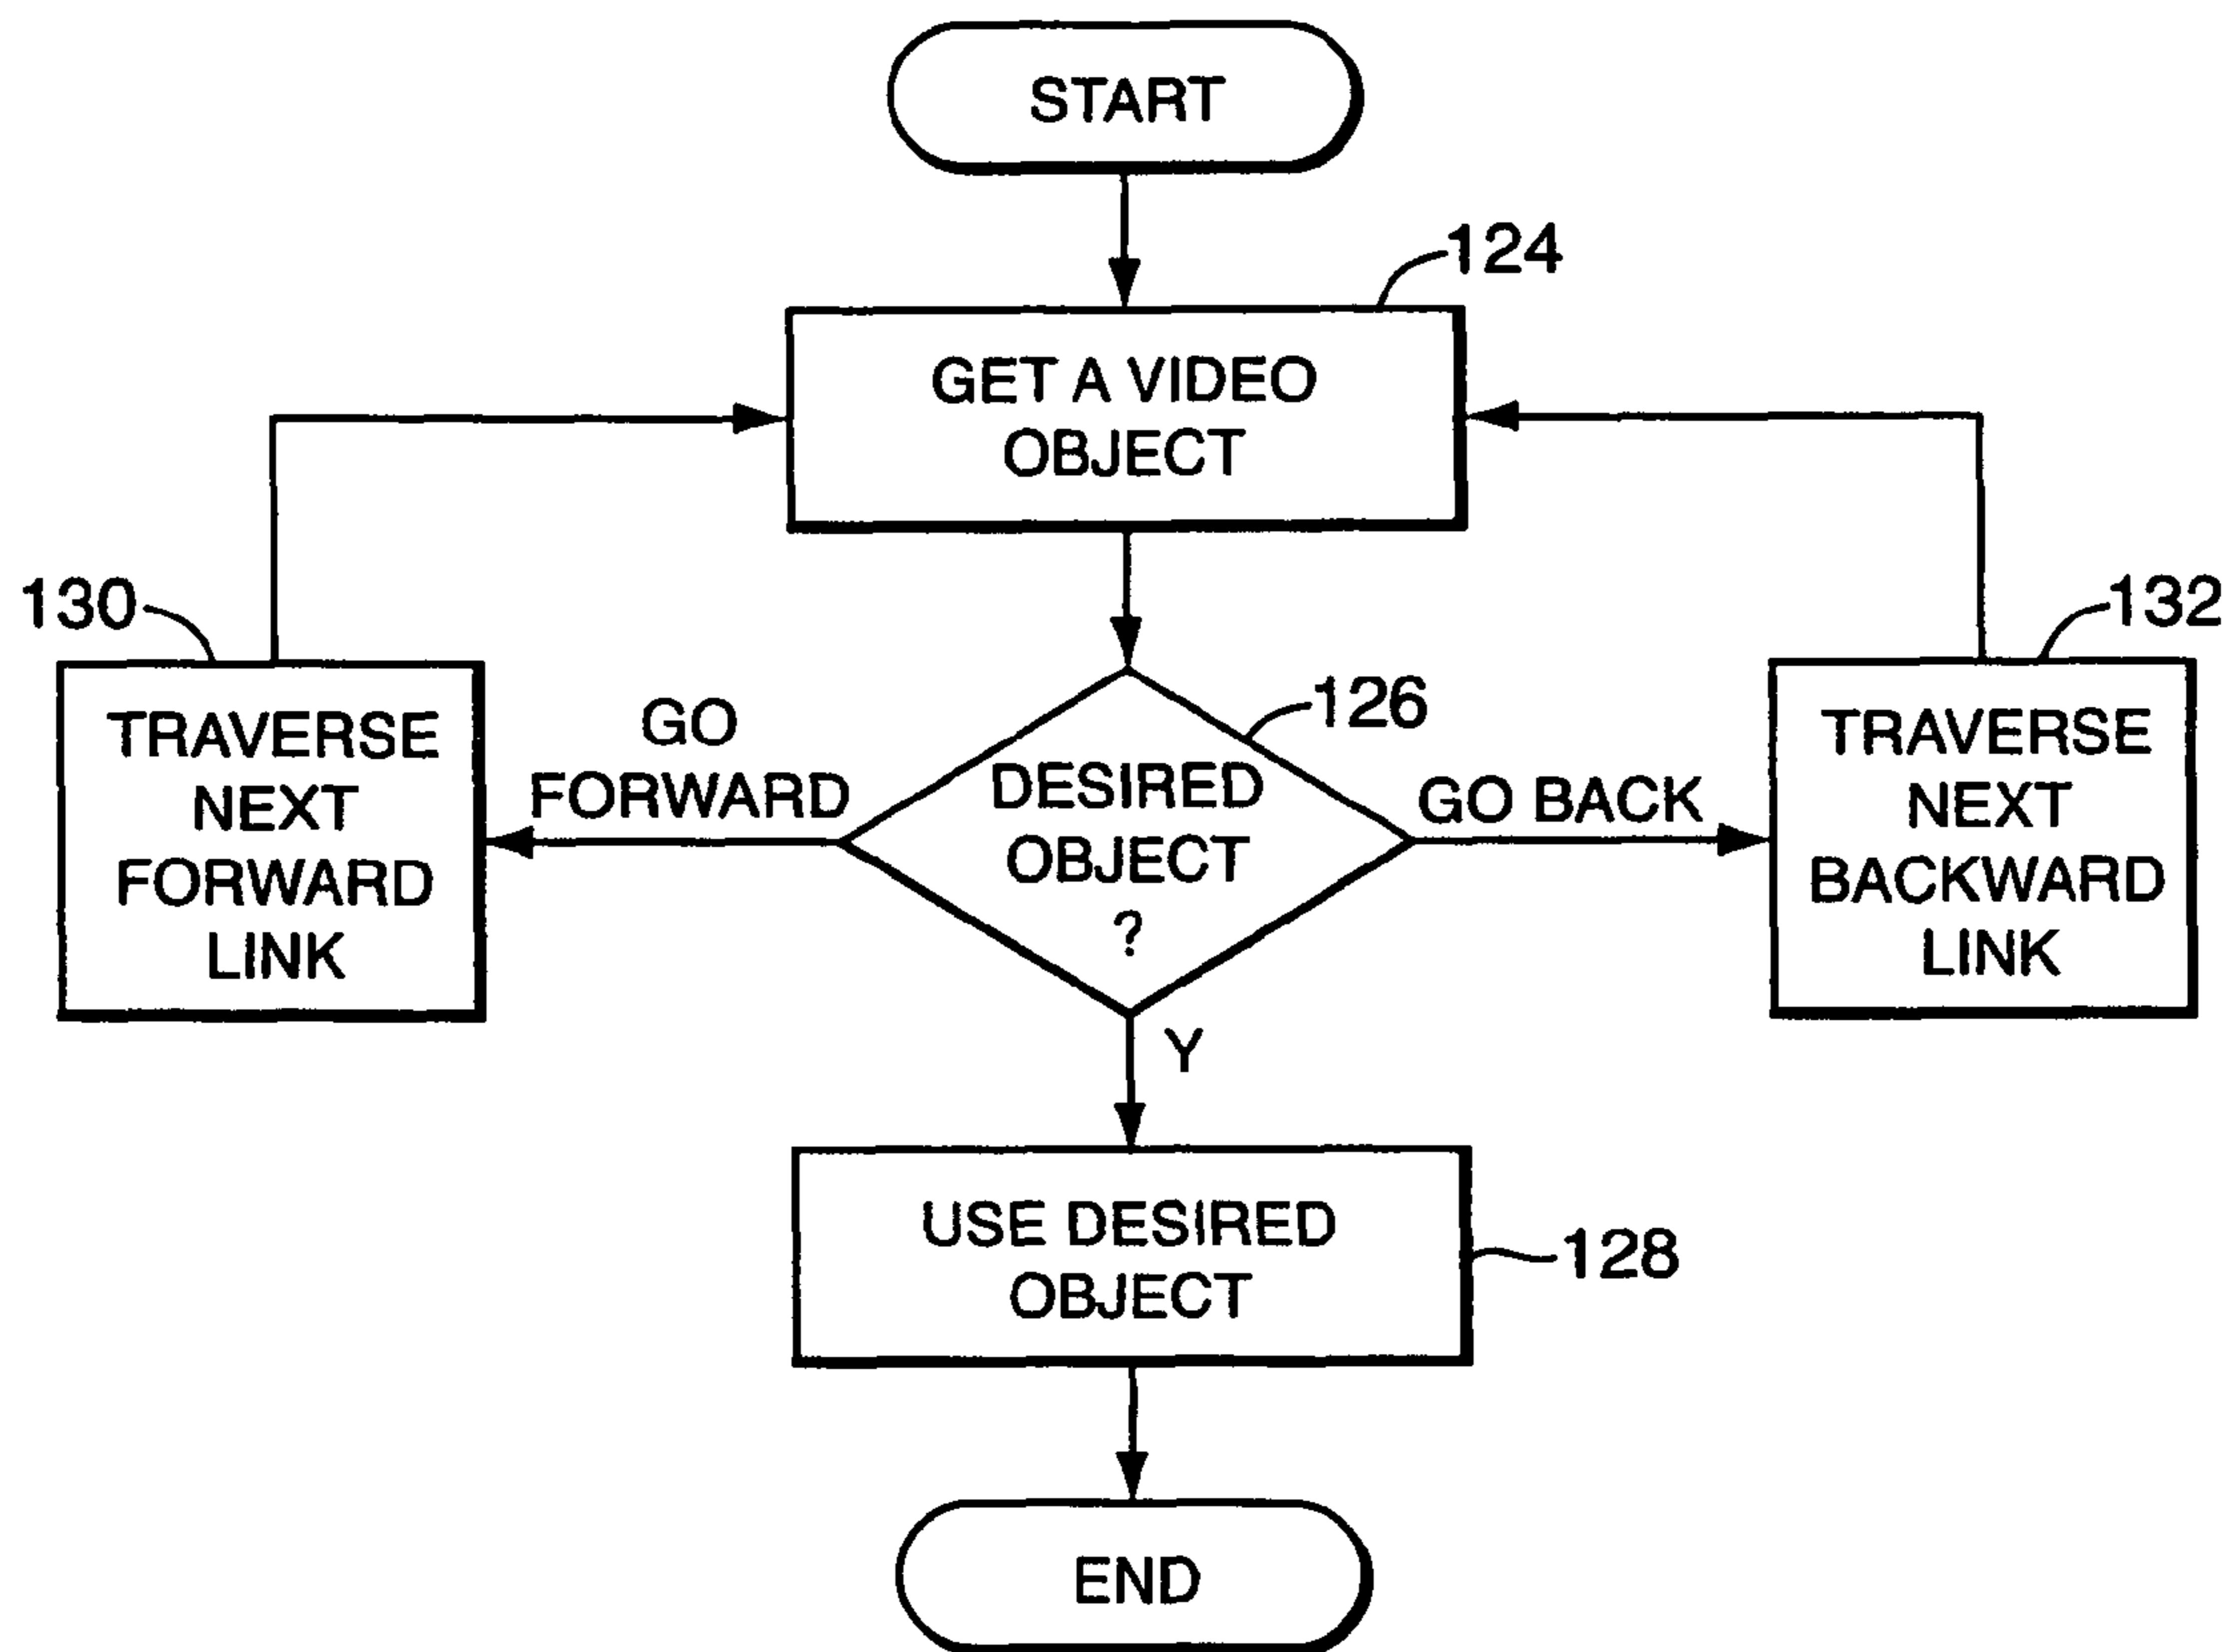 START
124
GET A VIDEO
OBJECT
130
132
126
TRAVERSE
NEXT
FORWARD
LINK
GO
FORWARD
DESIRED
OBJECT
?
GO BACK
TRAVERSE
NEXT
BACKWARD
LINK
Y
USE DESIRED
OBJECT
128
END